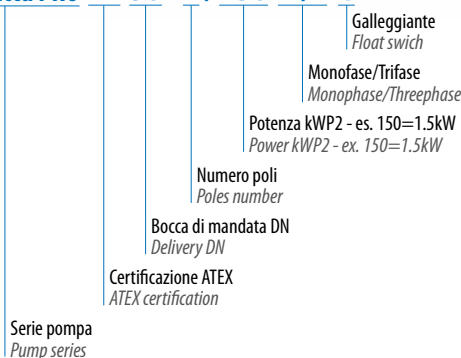 Galleggiante
Float swich
Monofase/Trifase
Monophase/Threephase
Potenza kWP2 - es. 150=1.5kW
Power kWP2 - ex. 150=1.5kW
Numero poli
Poles number
Bocca di mandata DN
Delivery DN
Certificazione ATEX
ATEX certification
Serie pompa
Pump series